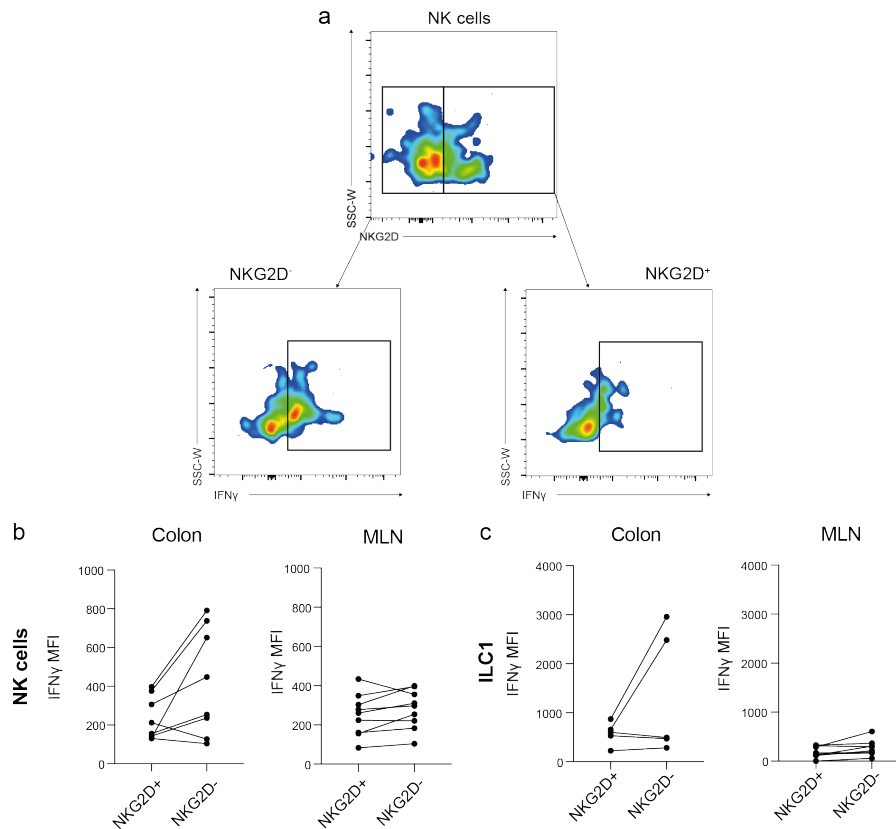 a
NK cells
SSC-W
NKG2D
NKG2D-
NKG2D+
SSC-W
IFNγ
SSC-W
IFNγ
b
Colon
MLN
c
Colon
MLN
NK cells
IFNγ MFI
1000
800
600
400
200
0
NKG2D+
NKG2D-
IFNγ MFI
1000
800
600
400
200
0
NKG2D+
NKG2D-
ILC1
IFNγ MFI
4000
3000
2000
1000
0
NKG2D+
NKG2D-
IFNγ MFI
4000
3000
2000
1000
0
NKG2D+
NKG2D-